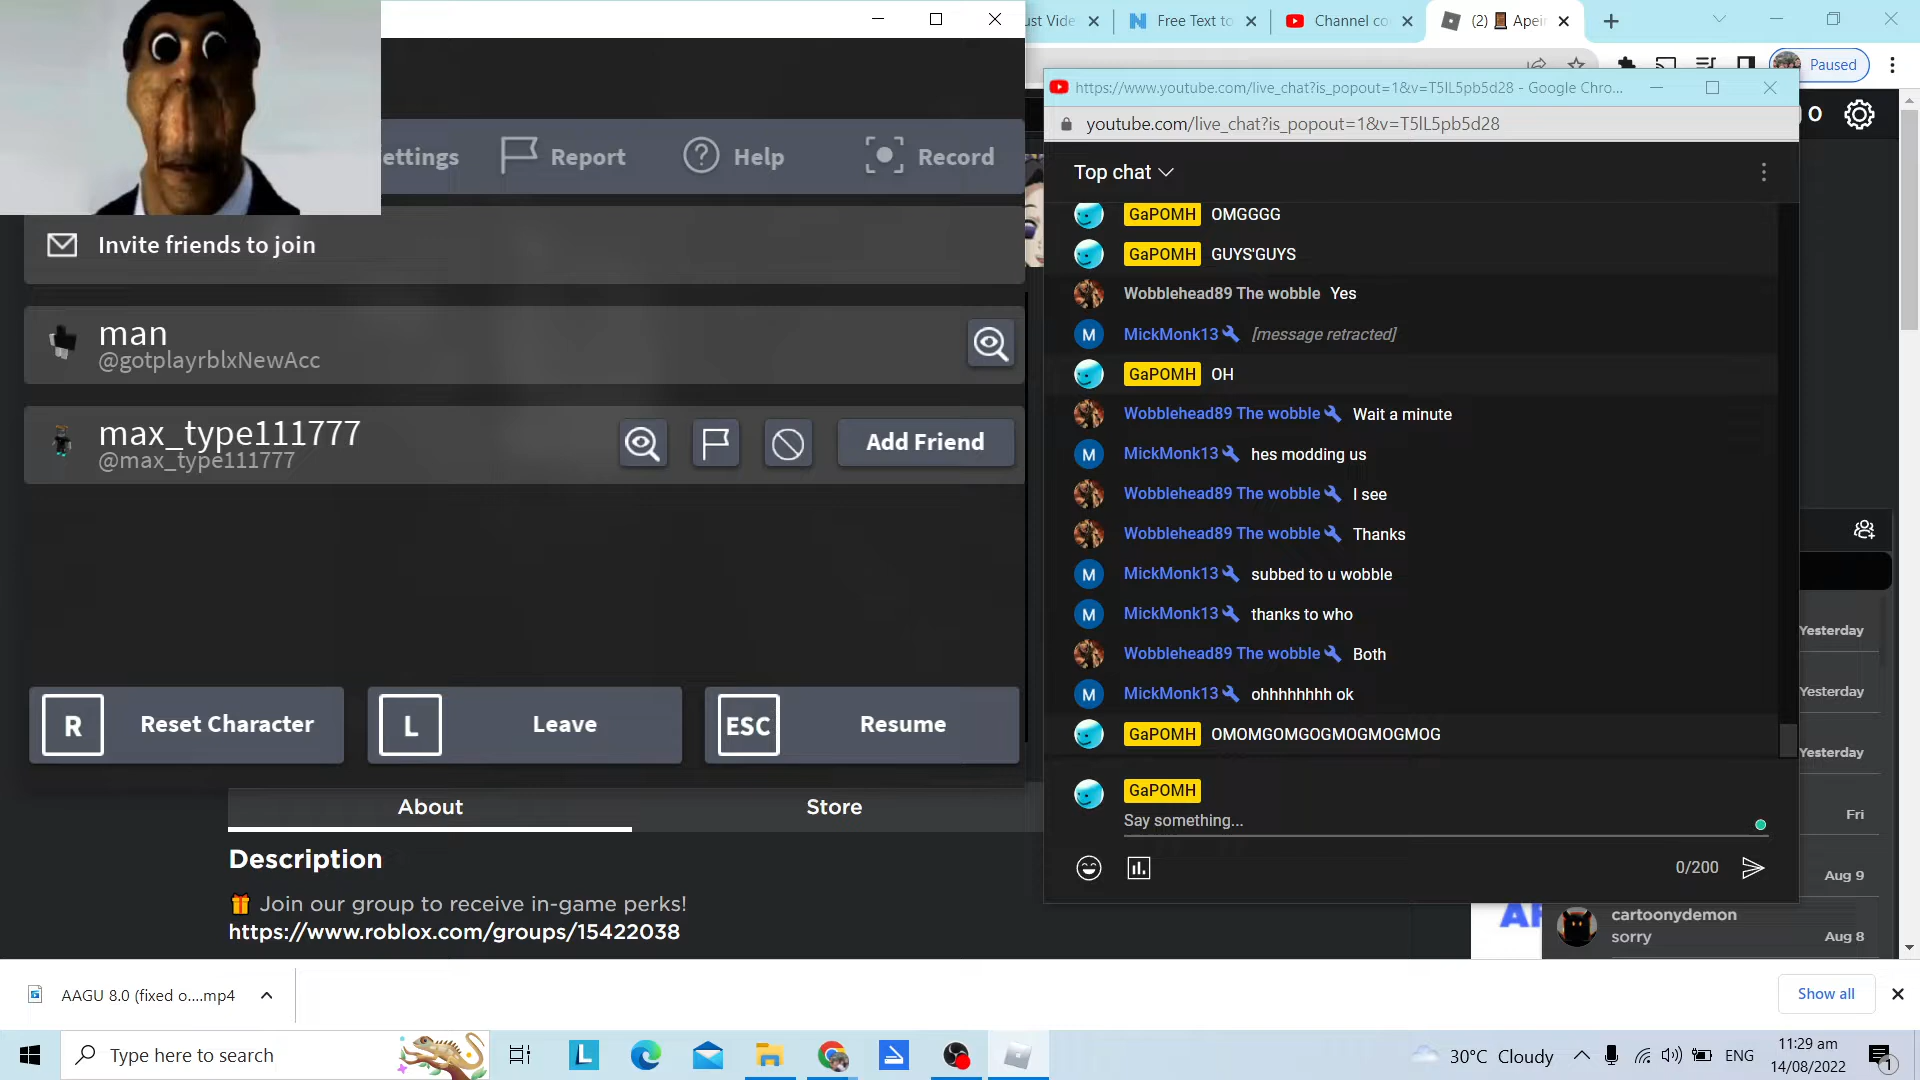 ust Vide
Free Text to
Channel co
(2) Apei
Paused
https://www.youtube.com/live_chat?is_popout=1&v=T5lL5pb5d28 - Google Chro...
youtube.com/live_chat?is_popout=1&v=T5lL5pb5d28
0
ettings
Report
Help
Record
Invite friends to join
man
@gotplayrblxNewAcc
max_type111777
@max_type111777
Add Friend
R Reset Character
L Leave
ESC Resume
Top chat
GaPOMH OMGGGG
GaPOMH GUYS'GUYS
Wobblehead89 The wobble Yes
M MickMonk13 [message retracted]
GaPOMH OH
Wobblehead89 The wobble Wait a minute
M MickMonk13 hes modding us
Wobblehead89 The wobble I see
Wobblehead89 The wobble Thanks
M MickMonk13 subbed to u wobble
M MickMonk13 thanks to who
Wobblehead89 The wobble Both
M MickMonk13 ohhhhhhhh ok
GaPOMH OMOMGOMGOGMOGMOGMOG
GaPOMH
Say something...
0/200
Yesterday
Yesterday
Yesterday
Fri
Aug 9
cartoonydemon
sorry
Aug 8
About
Store
Description
Join our group to receive in-game perks!
https://www.roblox.com/groups/15422038
AAGU 8.0 (fixed o....mp4
Show all
Type here to search
L
30°C Cloudy
ENG
11:29 am
14/08/2022
1